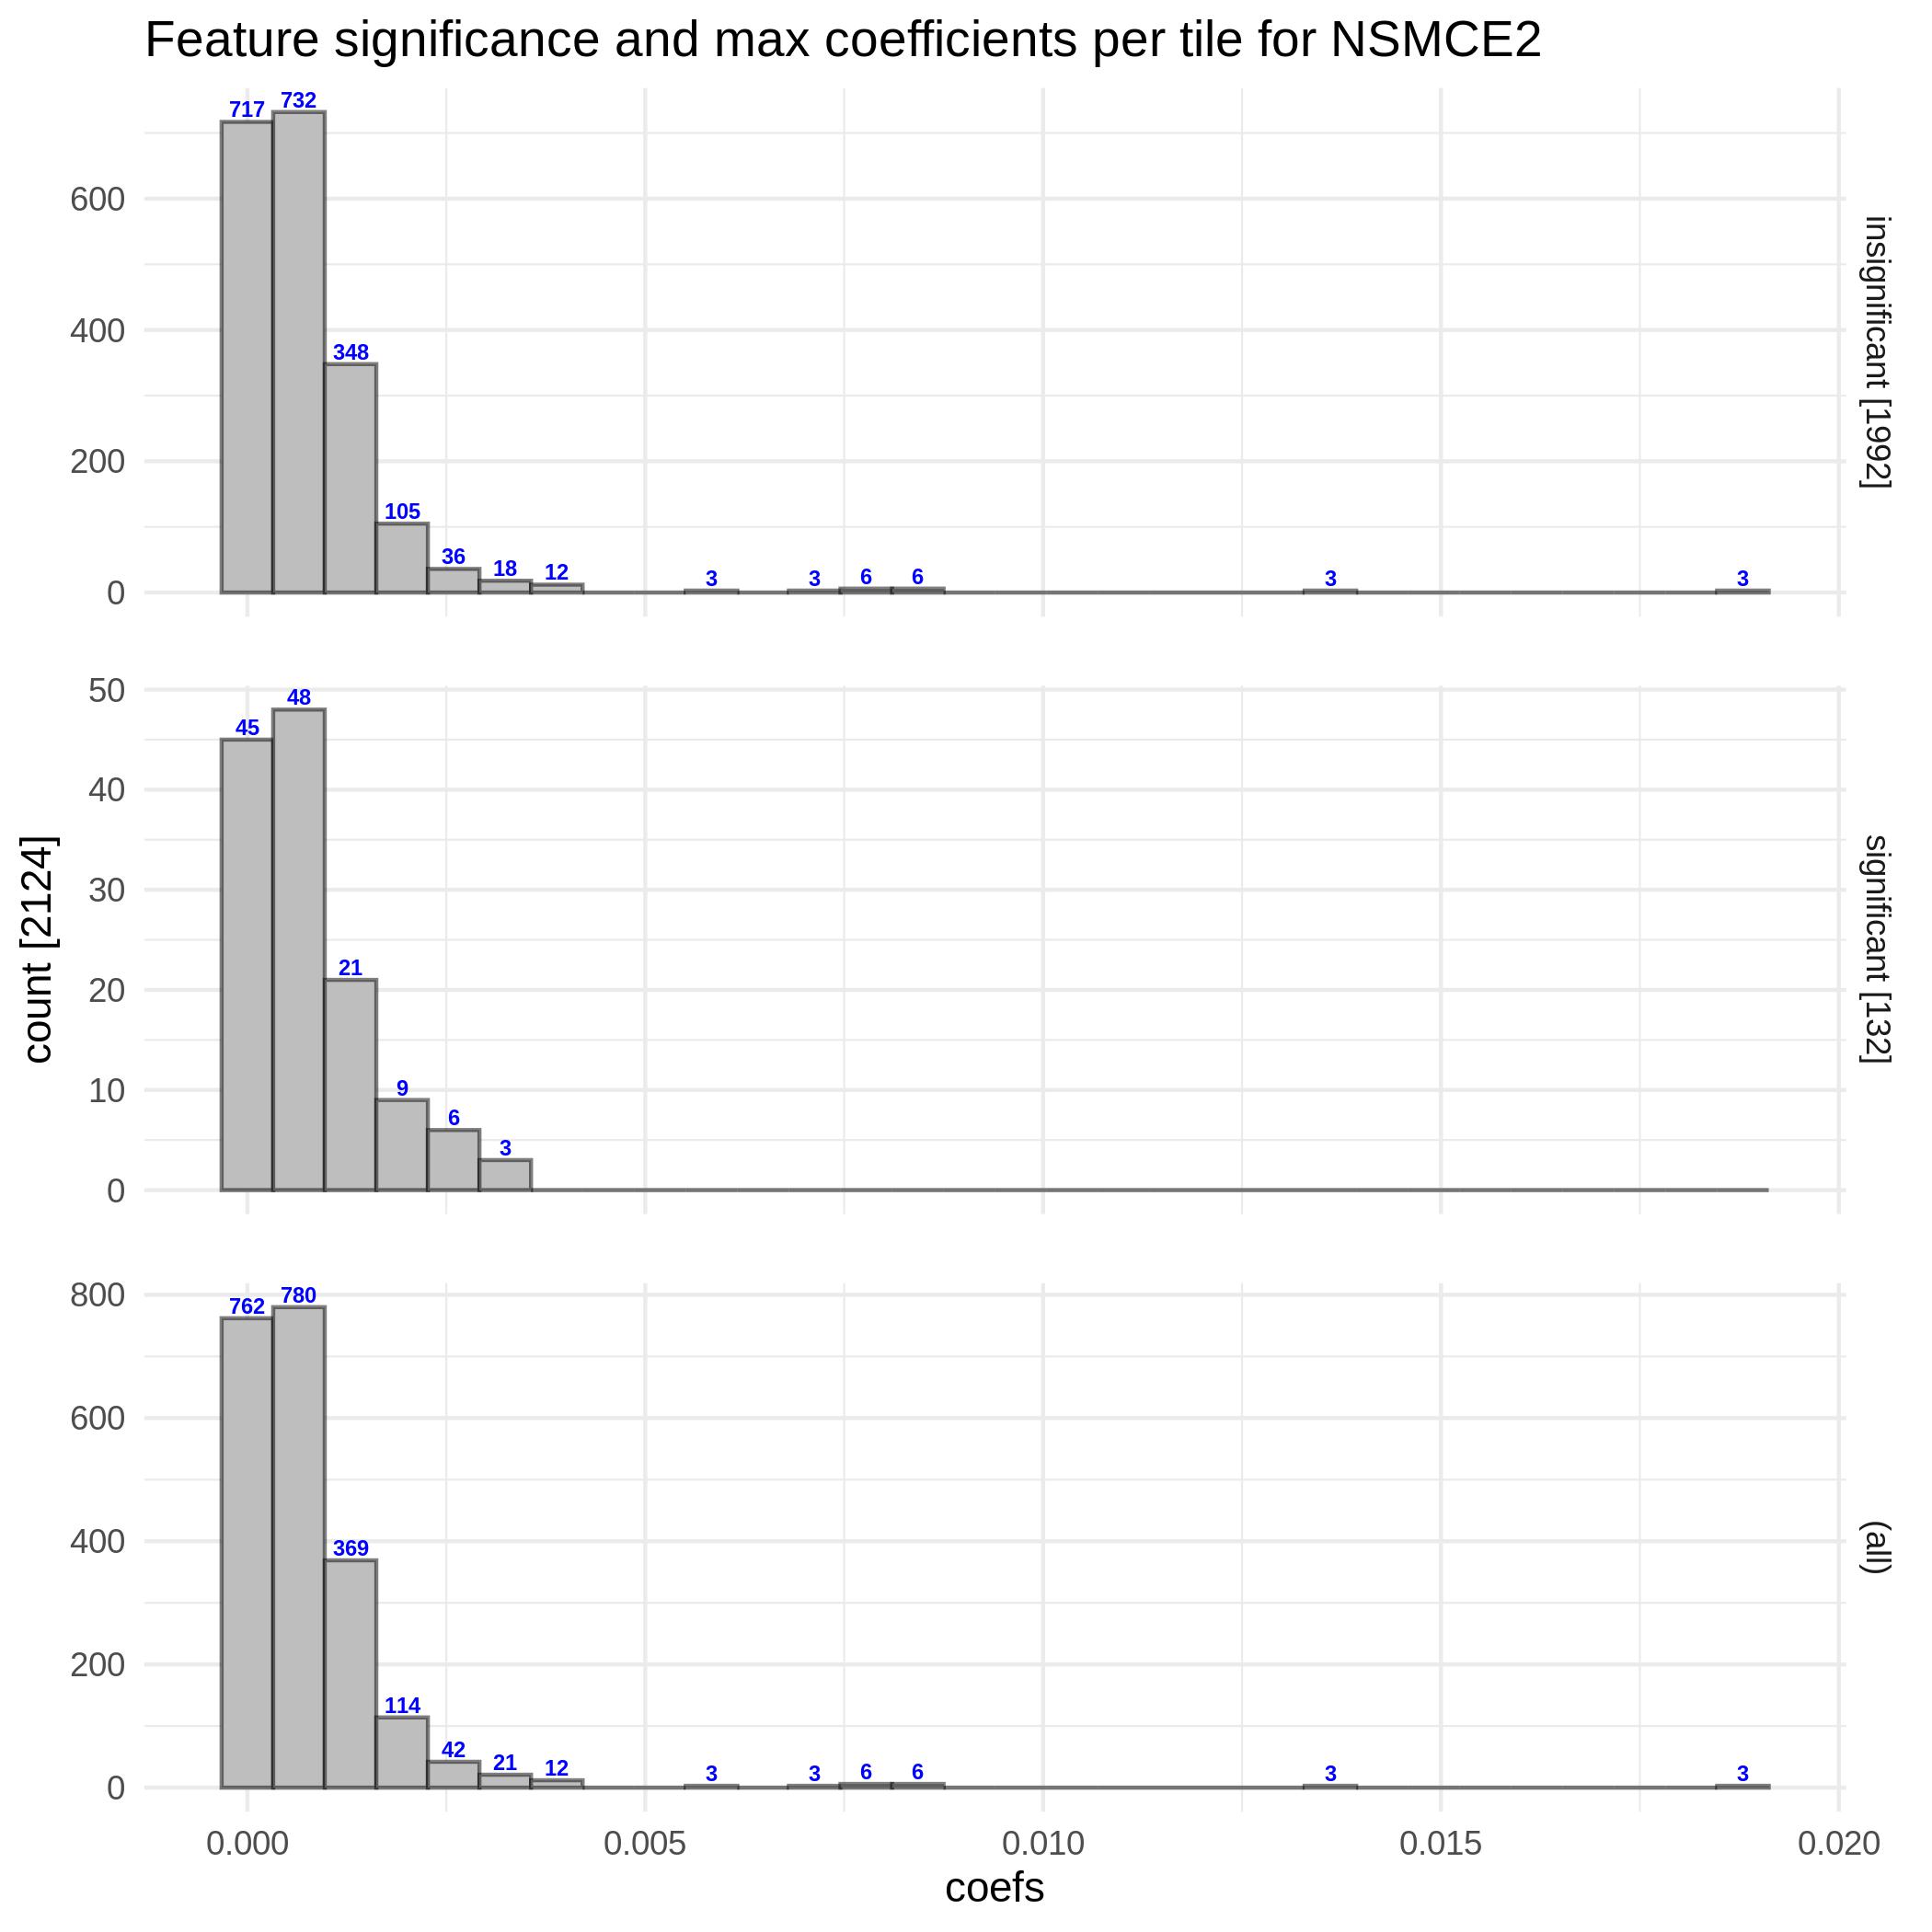 Feature significance and max coefficients per tile for NSMCE2
717 732 348 105 36 18 12 3 3 6 6 3 3
600
400
200
0
insignificant [1992]
count [2124]
45 48 21 9 6 3
50
40
30
20
10
0
significant [132]
762 780 369 114 42 21 12 3 3 6 6 3 3
800
600
400
200
0
(all)
0.000 0.005 0.010 0.015 0.020
coefs